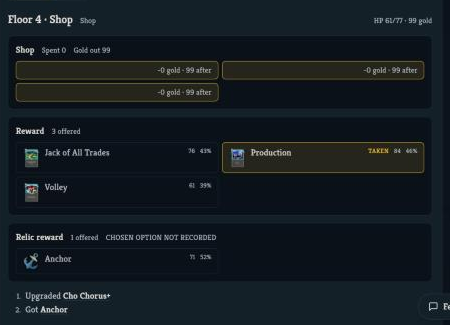 Floor 4 · Shop Shop HP 61/77 · 99 gold
Shop Spent 0 Gold out 99
-0 gold · 99 after -0 gold · 99 after
-0 gold · 99 after
Reward 3 offered
Jack of All Trades 76 43% Production TAKEN 84 46%
Volley 61 39%
Relic reward 1 offered CHOSEN OPTION NOT RECORDED
Anchor 71 52%
1. Upgraded Cho Chorus+
2. Got Anchor